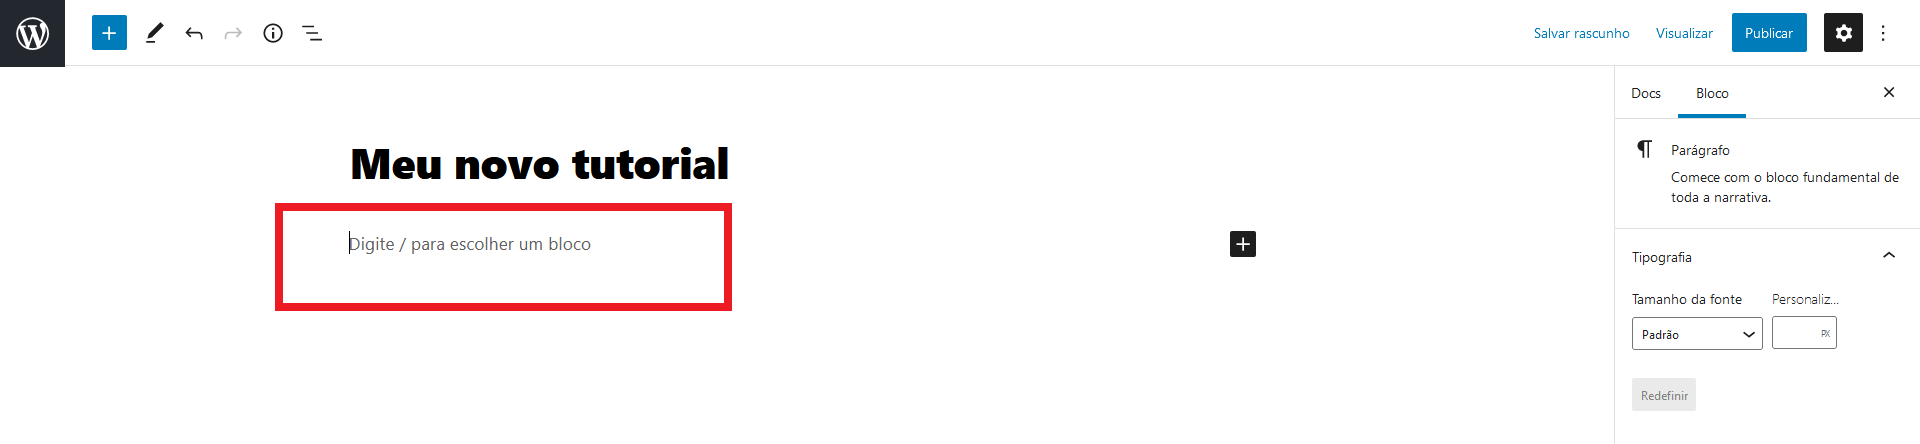 Salvar rascunho Visualizar Publicar
Docs Bloco
Meu novo tutorial
Digite / para escolher um bloco
Parágrafo
Comece com o bloco fundamental de
toda a narrativa.
Tipografia
Tamanho da fonte Personaliz...
Padrão PX
Redefinir